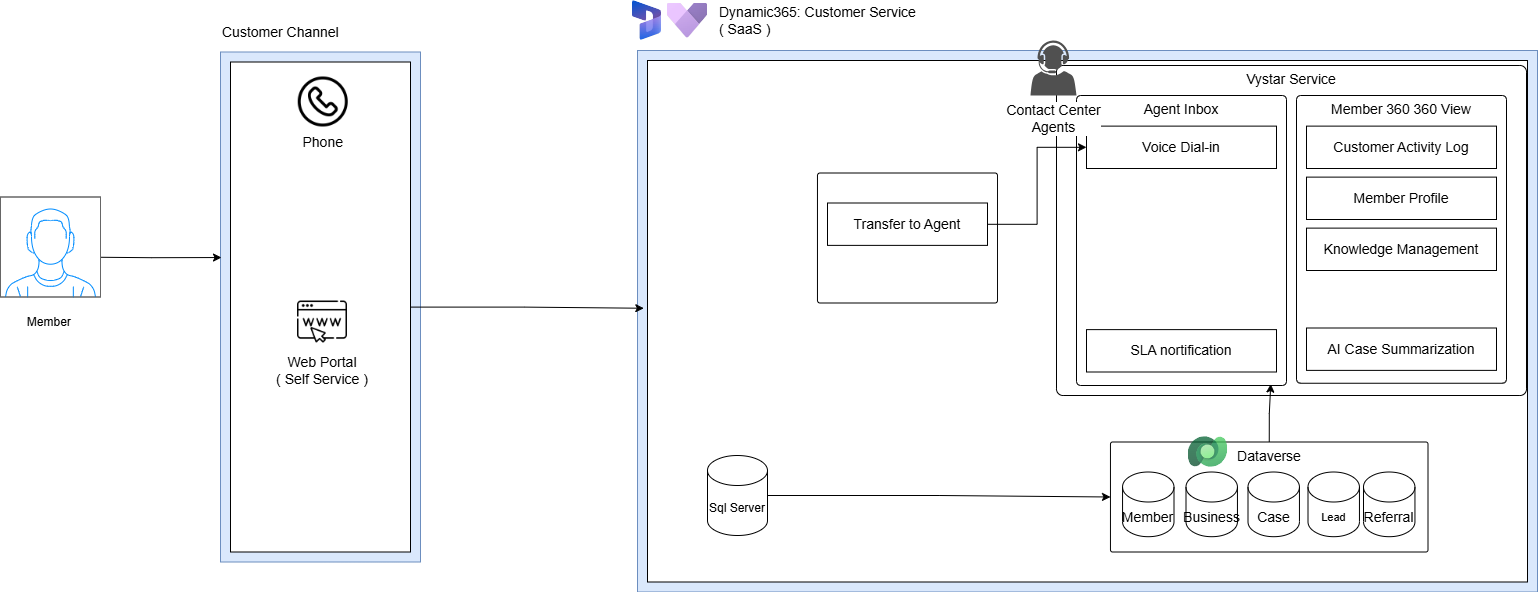 Dynamic365: Customer Service
( SaaS )
Customer Channel
Phone
Web Portal
( Self Service )
Member
Contact Center
Agents
Vystar Service
Agent Inbox
Voice Dial-in
SLA nortification
Member 360 360 View
Customer Activity Log
Member Profile
Knowledge Management
AI Case Summarization
Transfer to Agent
Sql Server
Dataverse
Member
Business
Case
Lead
Referral
WWW